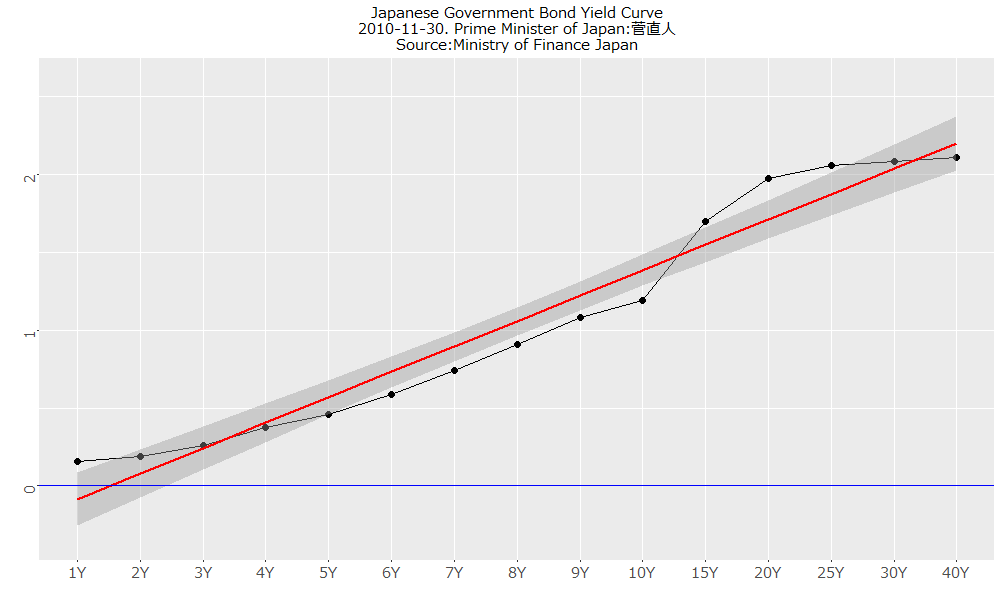 Japanese Government Bond Yield Curve
2010-11-30. Prime Minister of Japan:菅直人
Source:Ministry of Finance Japan
2
1
0
1Y 2Y 3Y 4Y 5Y 6Y 7Y 8Y 9Y 10Y 15Y 20Y 25Y 30Y 40Y